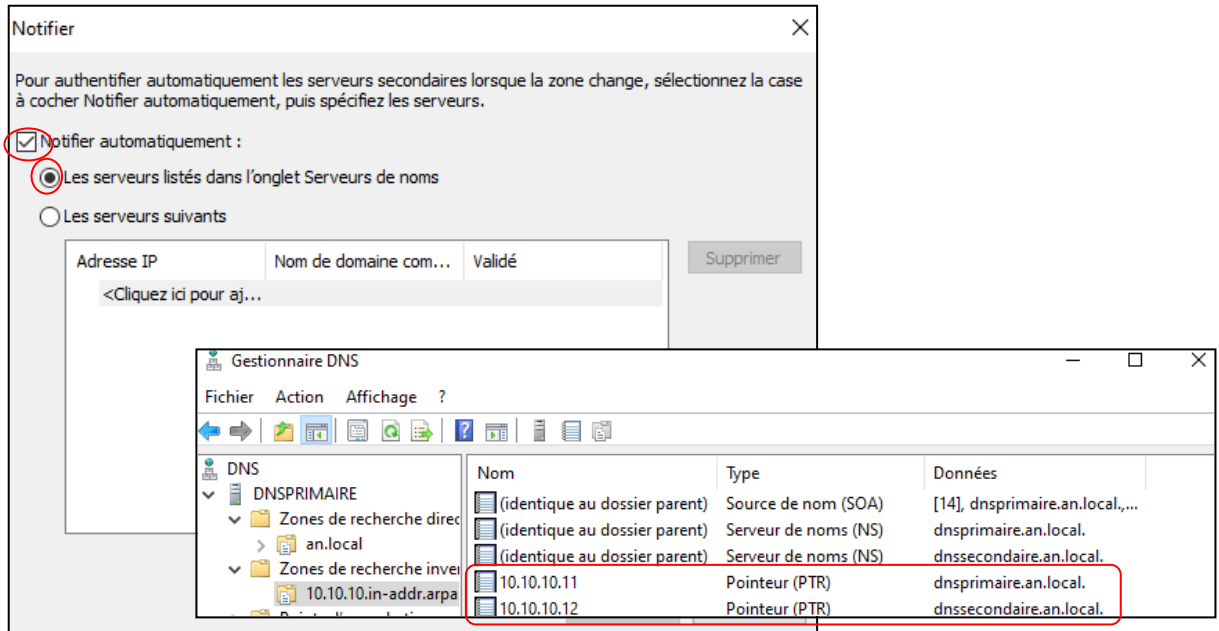 Notifier
Pour authentifier automatiquement les serveurs secondaires lorsque la zone change, sélectionnez la case
à cocher Notifier automatiquement, puis spécifiez les serveurs.
Notifier automatiquement :
Les serveurs listés dans l'onglet Serveurs de noms
Les serveurs suivants
Adresse IP Nom de domaine com... Validé
Supprimer
<Cliquez ici pour aj...
Gestionnaire DNS
Fichier Action Affichage ?
DNS
DNSPRIMAIRE
Zones de recherche direc
an.local
Zones de recherche inver
10.10.10.in-addr.arpa
Nom Type Données
(identique au dossier parent) Source de nom (SOA) [14], dnsprimaire.an.local.,...
(identique au dossier parent) Serveur de noms (NS) dnsprimaire.an.local.
(identique au dossier parent) Serveur de noms (NS) dnssecondaire.an.local.
10.10.10.11 Pointeur (PTR) dnsprimaire.an.local.
10.10.10.12 Pointeur (PTR) dnssecondaire.an.local.